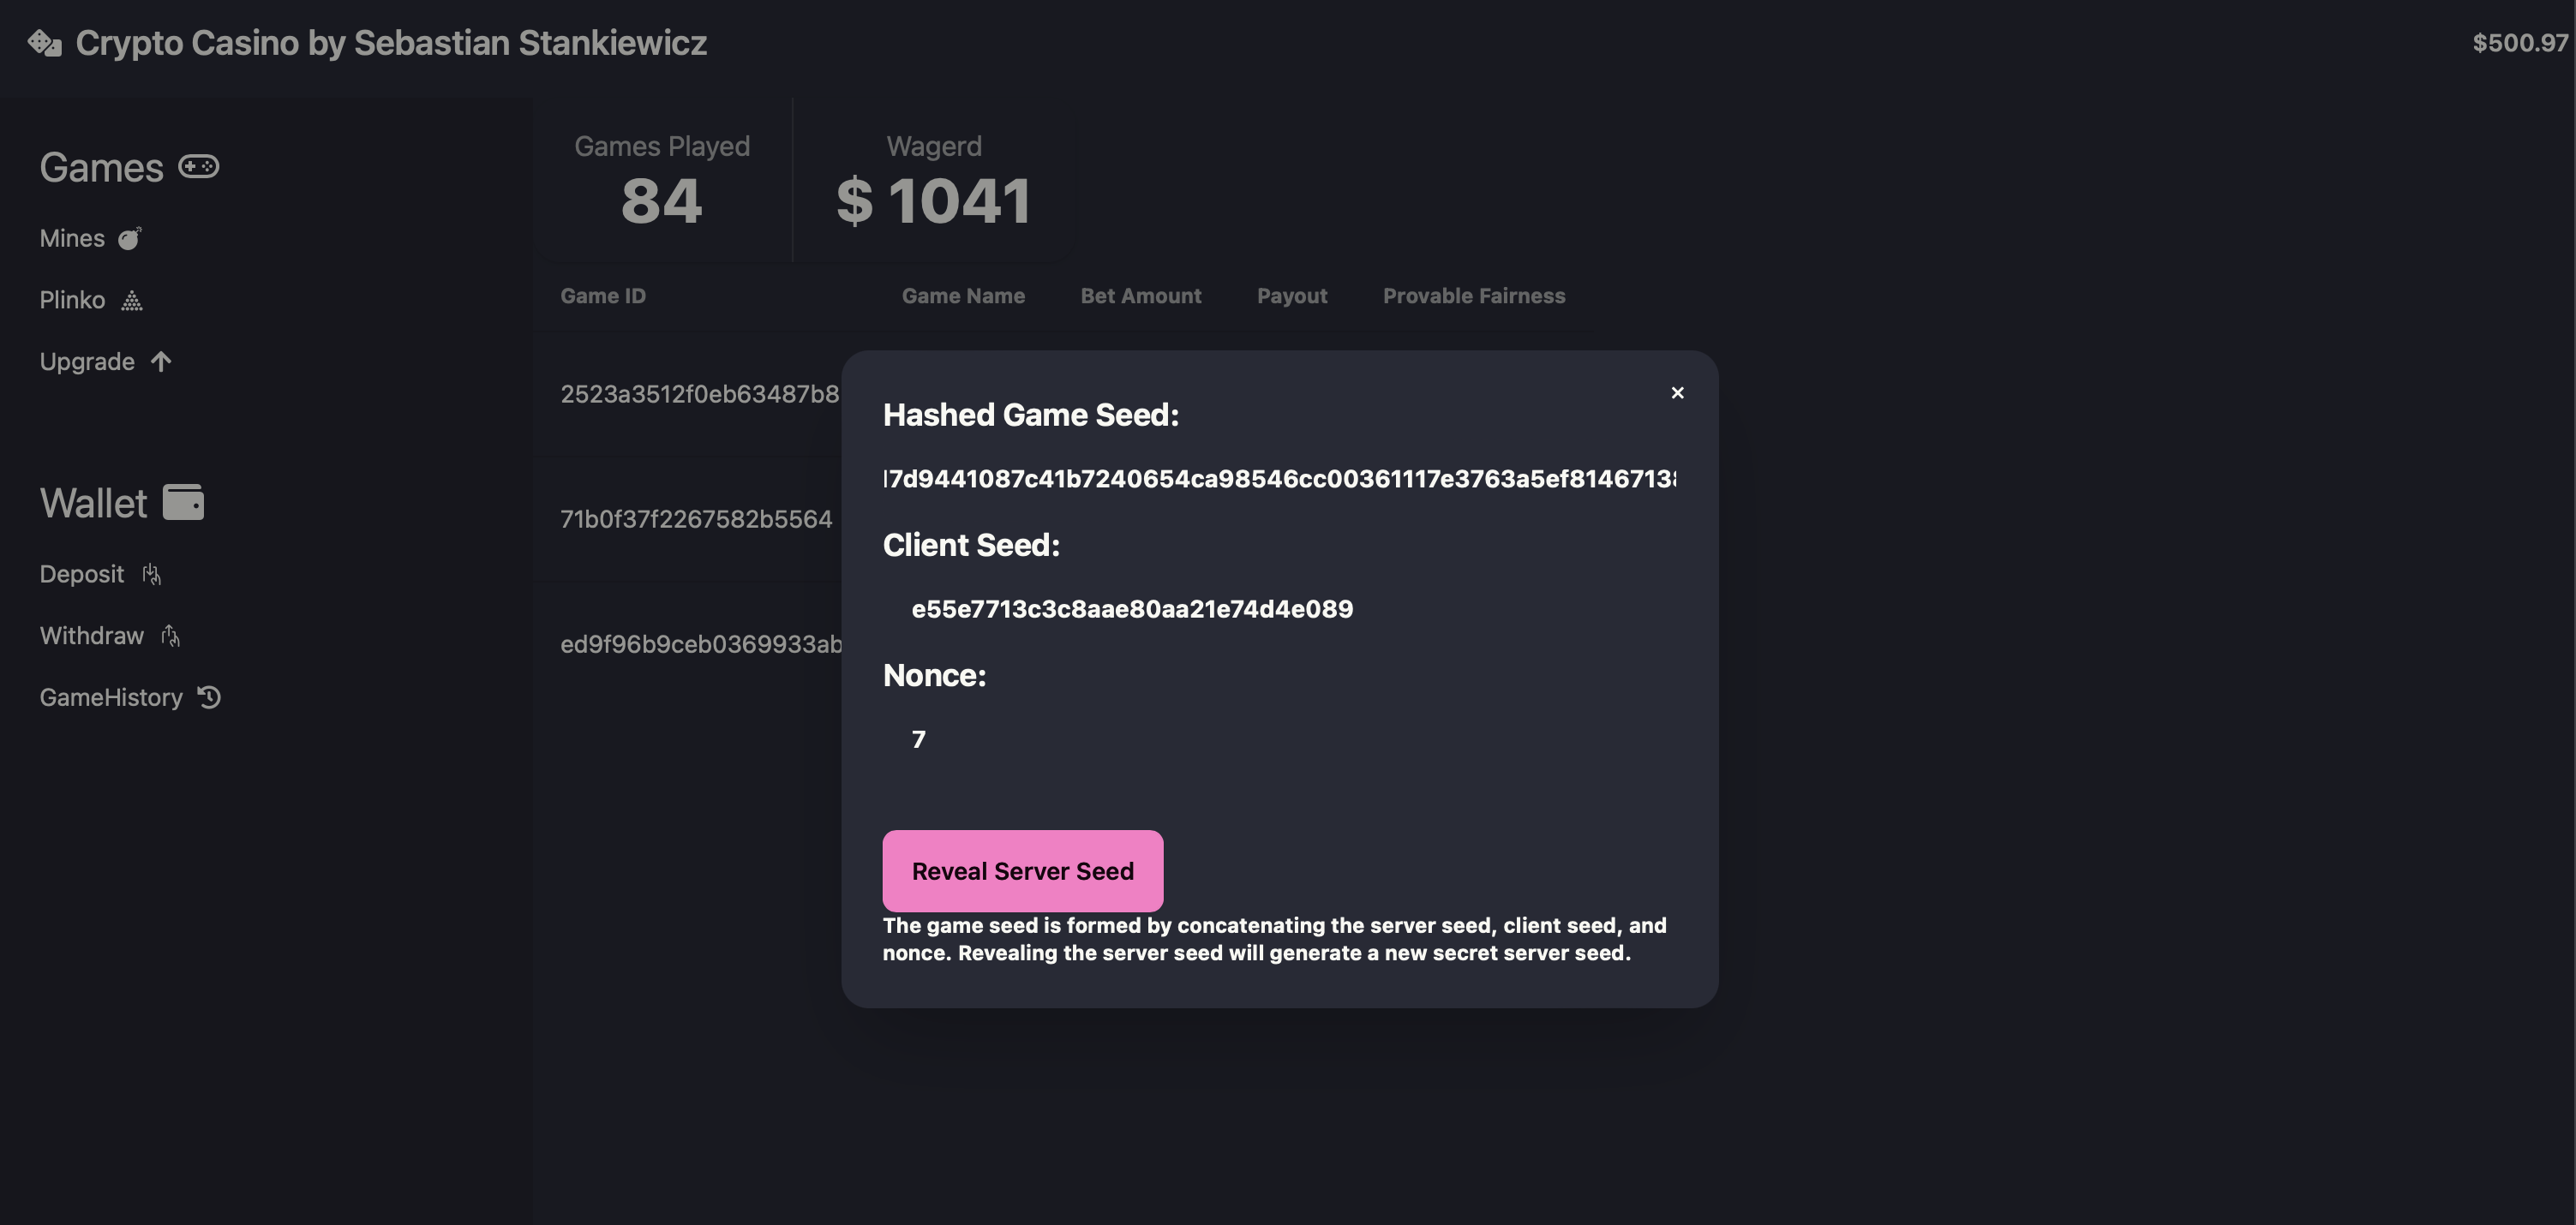 Crypto Casino by Sebastian Stankiewicz
$500.97
Games
Mines
Plinko
Upgrade
Wallet
Deposit
Withdraw
GameHistory
Games Played
84
Wagerd
$ 1041
Game ID Game Name Bet Amount Payout Provable Fairness
2523a3512f0eb63487b8
71b0f37f2267582b5564
ed9f96b9ceb0369933ab
×
Hashed Game Seed:
7d9441087c41b7240654ca98546cc00361117e3763a5ef8146713
Client Seed:
e55e7713c3c8aae80aa21e74d4e089
Nonce:
7
Reveal Server Seed
The game seed is formed by concatenating the server seed, client seed, and
nonce. Revealing the server seed will generate a new secret server seed.